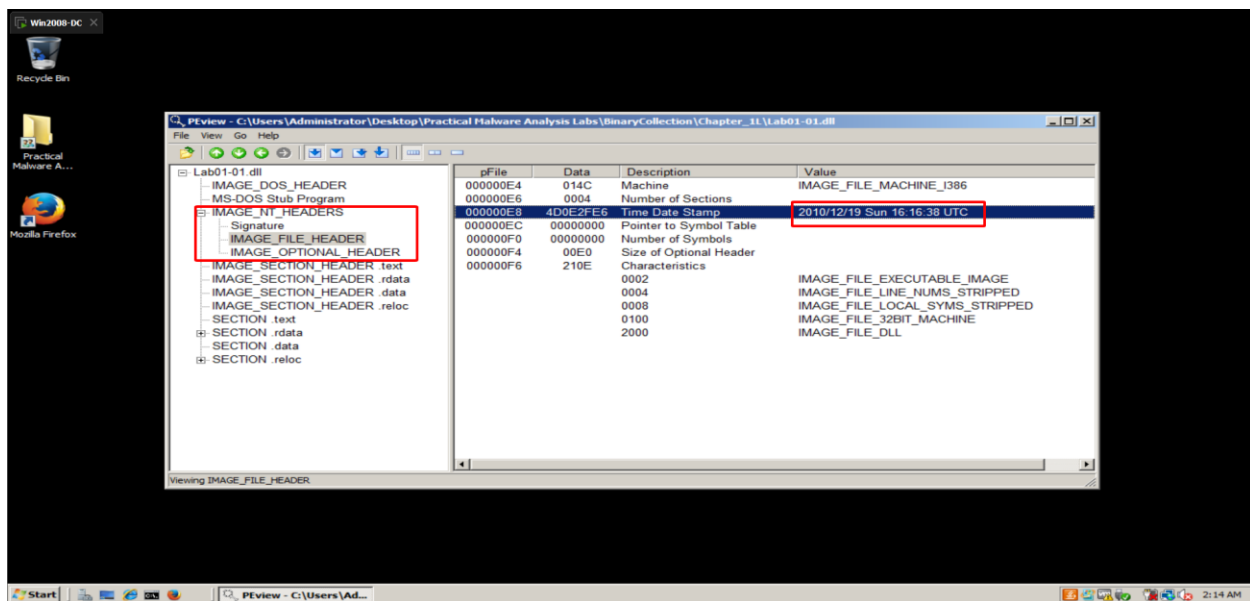 Win2008-DC
Recycle Bin
Practical
Malware A...
Mozilla Firefox
PEview - C:\Users\Administrator\Desktop\Practical Malware Analysis Labs\BinaryCollection\Chapter_1L\Lab01-01.dll
File View Go Help
Lab01-01.dll
IMAGE_DOS_HEADER
MS-DOS Stub Program
IMAGE_NT_HEADERS
Signature
IMAGE_FILE_HEADER
IMAGE_OPTIONAL_HEADER
IMAGE_SECTION_HEADER .text
IMAGE_SECTION_HEADER .rdata
IMAGE_SECTION_HEADER .data
IMAGE_SECTION_HEADER .reloc
SECTION .text
SECTION .rdata
SECTION .data
SECTION .reloc
pFile Data Description Value
000000E4 014C Machine IMAGE_FILE_MACHINE_I386
000000E6 0004 Number of Sections
000000E8 4D0E2FE6 Time Date Stamp 2010/12/19 Sun 16:16:38 UTC
000000EC 00000000 Pointer to Symbol Table
000000F0 00000000 Number of Symbols
000000F4 00E0 Size of Optional Header
000000F6 210E Characteristics
0002 IMAGE_FILE_EXECUTABLE_IMAGE
0004 IMAGE_FILE_LINE_NUMS_STRIPPED
0008 IMAGE_FILE_LOCAL_SYMS_STRIPPED
0100 IMAGE_FILE_32BIT_MACHINE
2000 IMAGE_FILE_DLL
Viewing IMAGE_FILE_HEADER
Start PEview - C:\Users\Ad... 2:14 AM